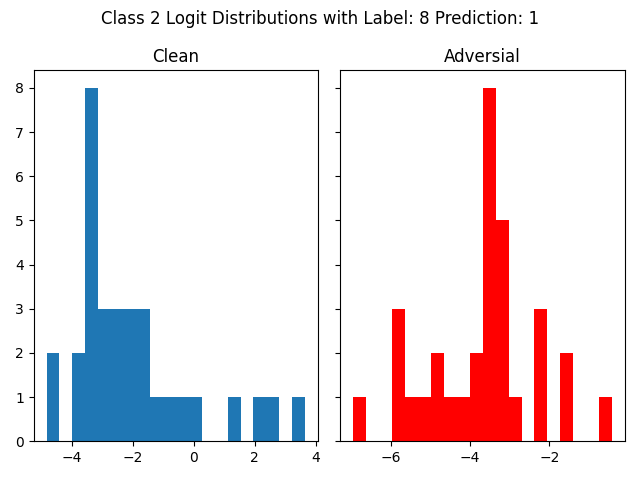 Class 2 Logit Distributions with Label: 8 Prediction: 1
Clean
Adversial
8
7
6
5
4
3
2
1
0
−4 −2 0 2 4
−6 −4 −2